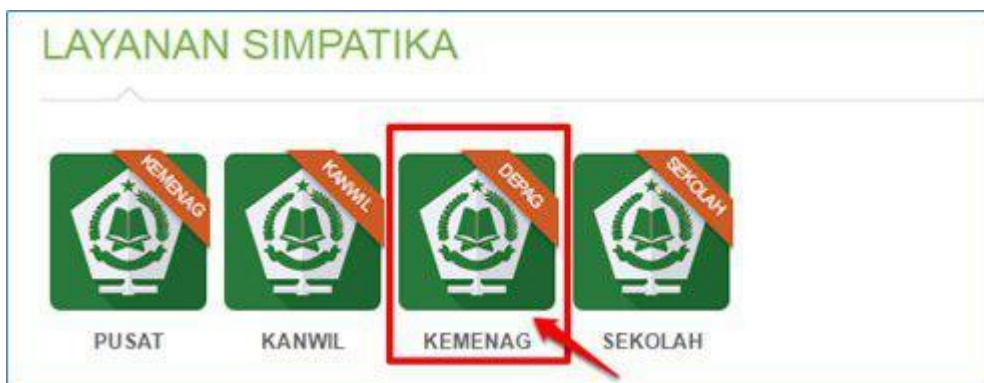 LAYANAN SIMPATIKA
KEMENAG
KANWIL
DEPAG
SEKOLAH
PUSAT
KANWIL
KEMENAG
SEKOLAH